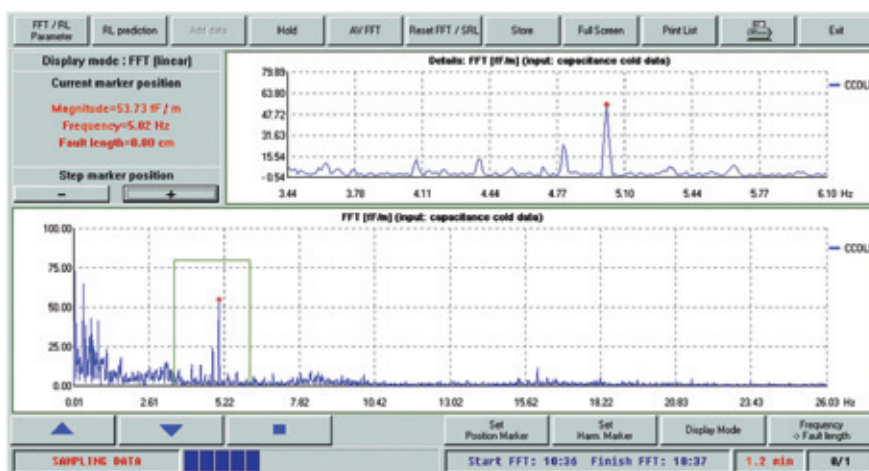 FFT / RL Parameter
RL prediction
Add data
Hold
AV FFT
Reset FFT / SRL
Store
Full Screen
Print List
Exit
Display mode : FFT (linear)
Current marker position
Magnitude=53.73 fF / m
Frequency=5.02 Hz
Fault length=0.00 cm
Step marker position
-
+
Details: FFT [fF/m] (input: capacitance cold data)
79.89
63.80
47.72
31.63
15.54
-0.54
3.44 3.78 4.11 4.44 4.77 5.10 5.44 5.77 6.10 Hz
CCOLD
FFT [fF/m] (input: capacitance cold data)
100.00
75.00
50.00
25.00
0.00
0.01 2.61 5.22 7.82 10.42 13.02 15.62 18.22 20.83 23.43 26.03 Hz
CCOLD
Set Position Marker
Set Harm. Marker
Display Mode
Frequency -> Fault length
SAMPLING DATA
Start FFT: 10:36 Finish FFT: 10:37
1.2 min
0/1